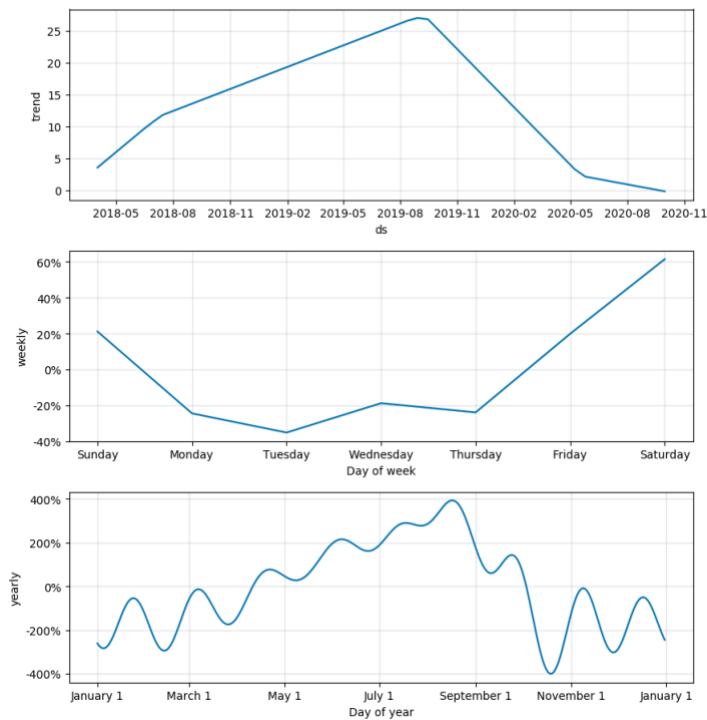 25
20
15
10
5
0
trend
2018-05 2018-08 2018-11 2019-02 2019-05 2019-08 2019-11 2020-02 2020-05 2020-08 2020-11
ds
60%
40%
20%
0%
-20%
-40%
weekly
Sunday Monday Tuesday Wednesday Thursday Friday Saturday
Day of week
400%
200%
0%
-200%
-400%
yearly
January 1 March 1 May 1 July 1 September 1 November 1 January 1
Day of year